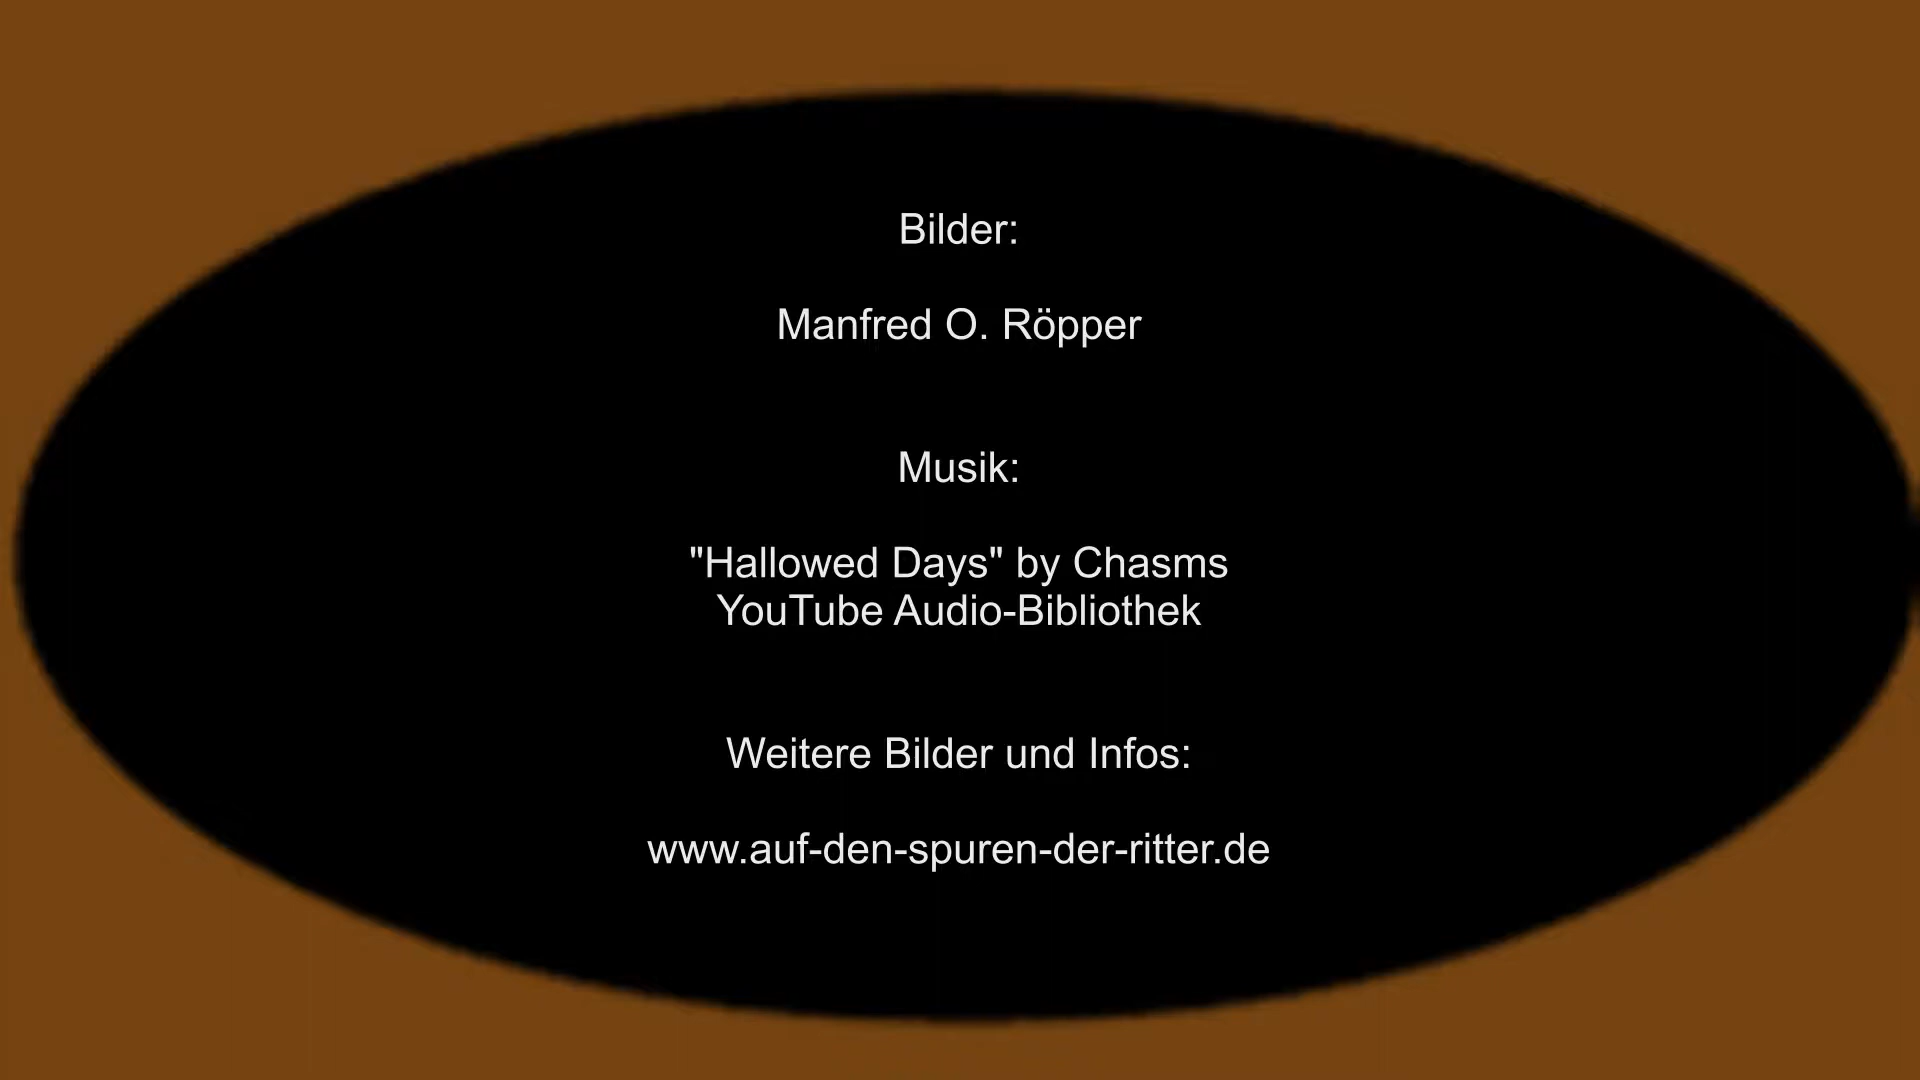 Bilder:
Manfred O. Röpper
Musik:
"Hallowed Days" by Chasms
YouTube Audio-Bibliothek
Weitere Bilder und Infos:
www.auf-den-spuren-der-ritter.de